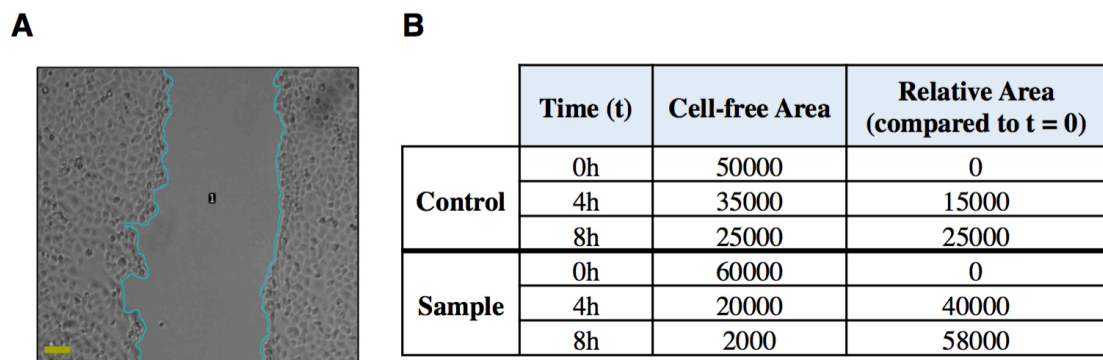 A
B
1
Time (t) Cell-free Area Relative Area
(compared to t = 0)
Control 0h 50000 0
4h 35000 15000
8h 25000 25000
Sample 0h 60000 0
4h 20000 40000
8h 2000 58000